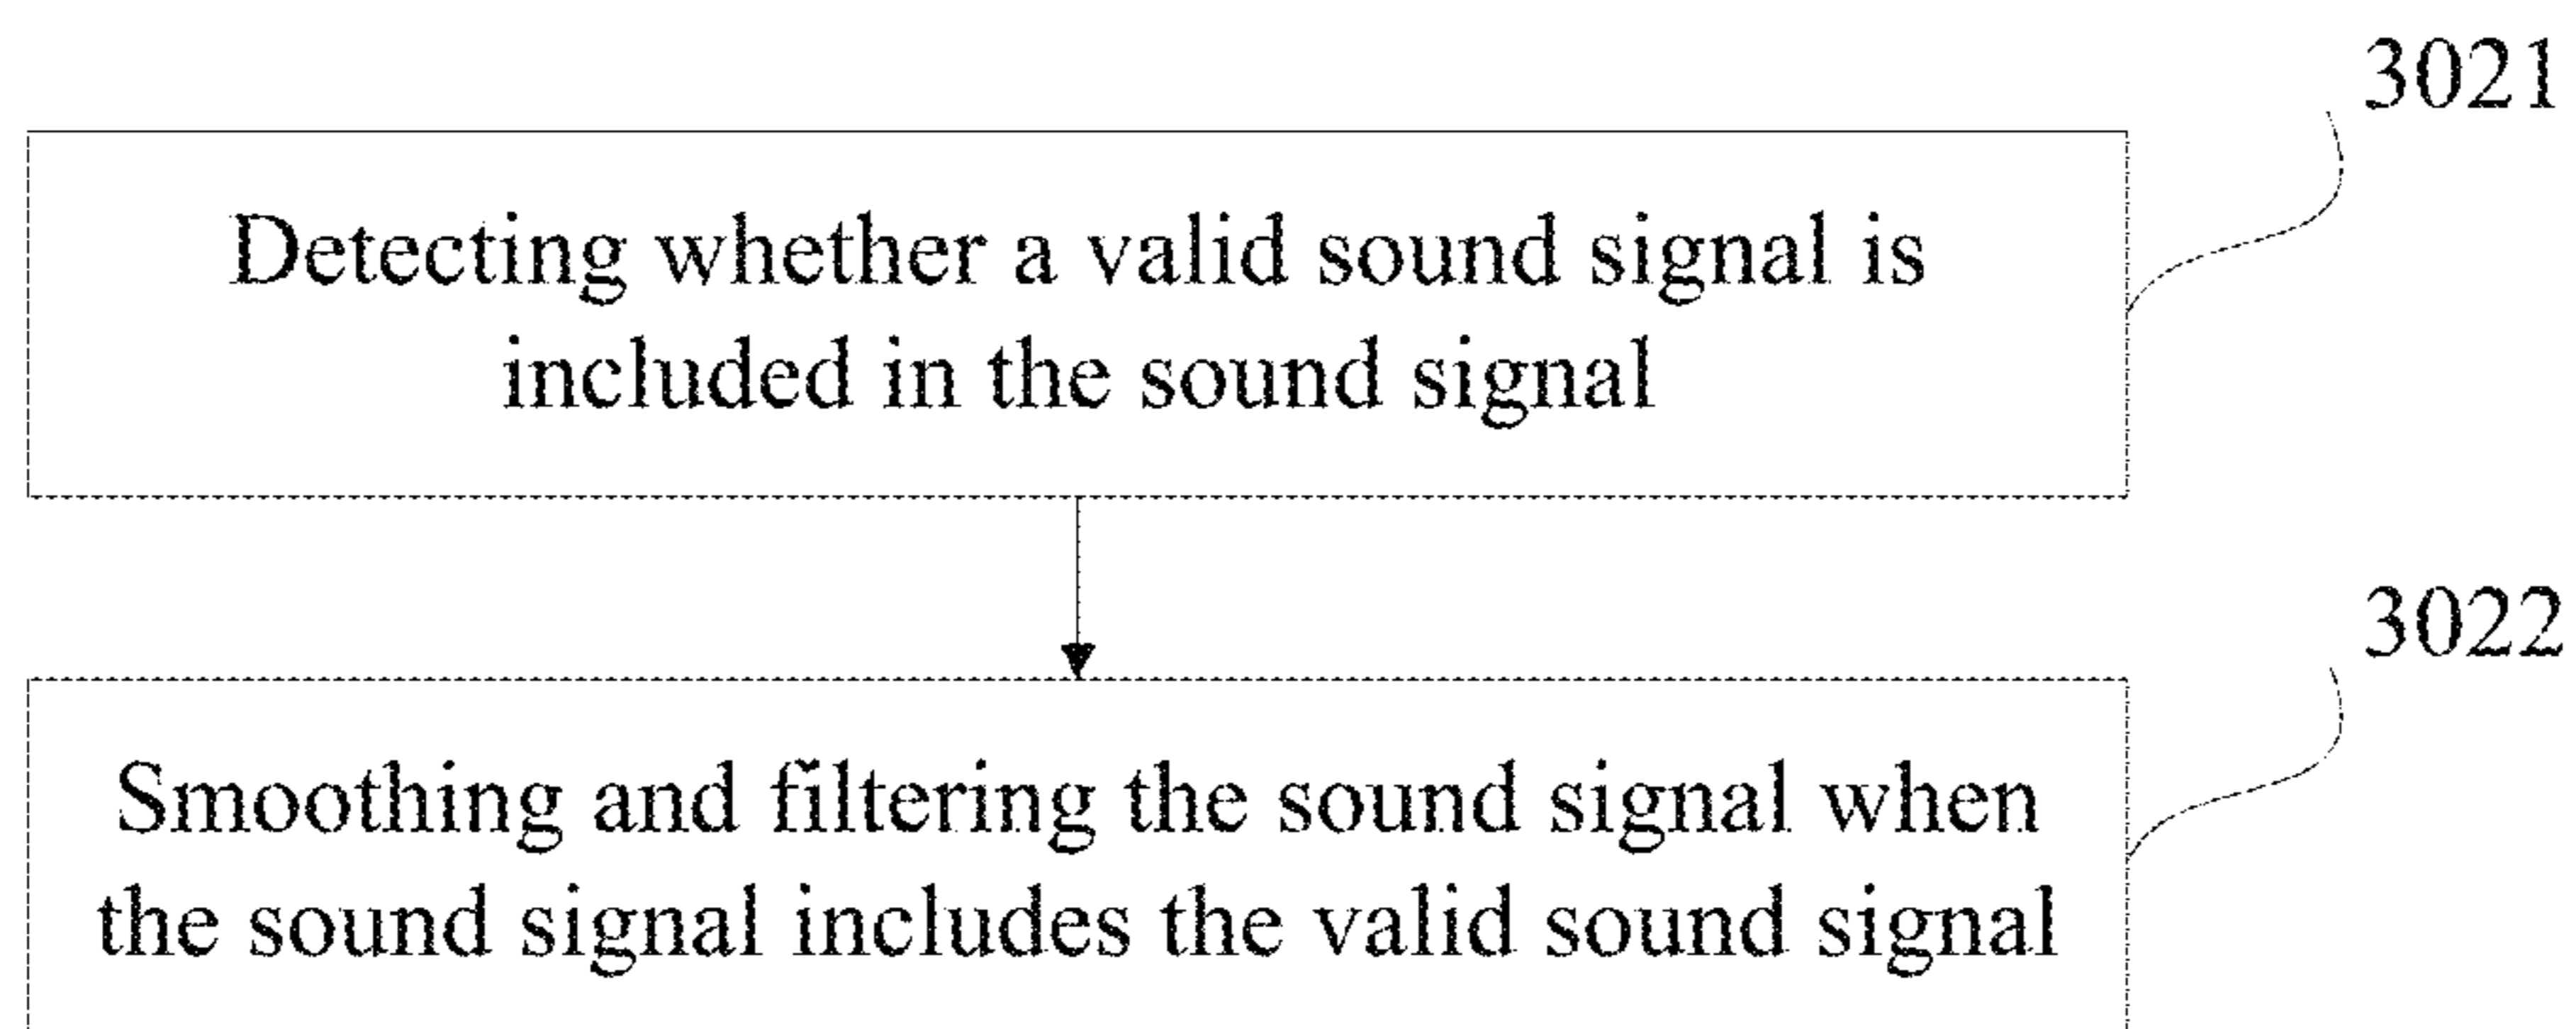 3021
Detecting whether a valid sound signal is
included in the sound signal
3022
Smoothing and filtering the sound signal when
the sound signal includes the valid sound signal